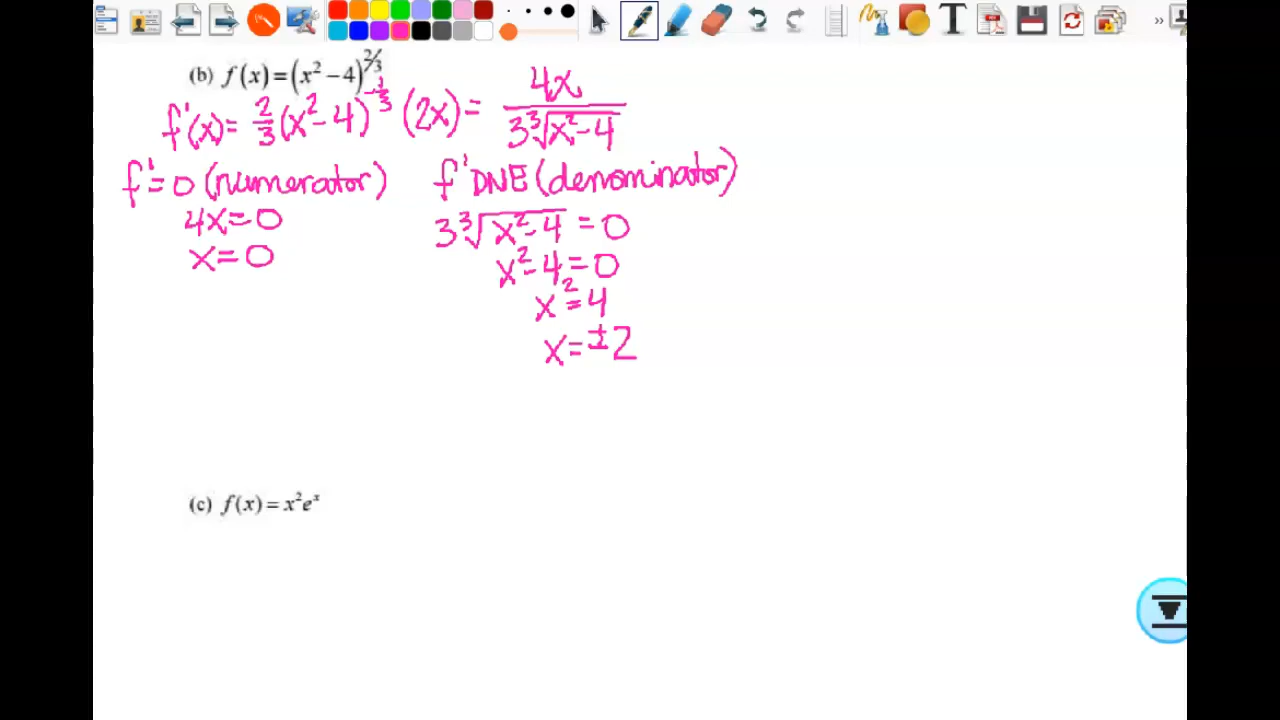 (b) f(x) = (x² − 4)^(2/3)
f'(x) = 2/3 (x² − 4)^(-1/3) (2x) = 4x / 3∛(x² − 4)
f' = 0 (numerator)   f' DNE (denominator)
4x = 0   3∛(x² − 4) = 0
x = 0   x² − 4 = 0
x² = 4
x = ±2
(c) f(x) = x²eˣ